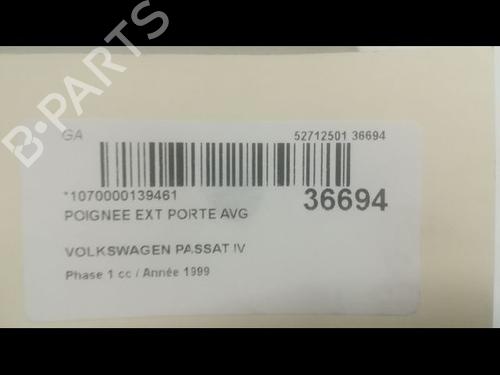 B-PARTS
GA
52712501 36694
*1070000139461
36694
POIGNEE EXT PORTE AVG
VOLKSWAGEN PASSAT IV
Phase 1 cc / Année 1999